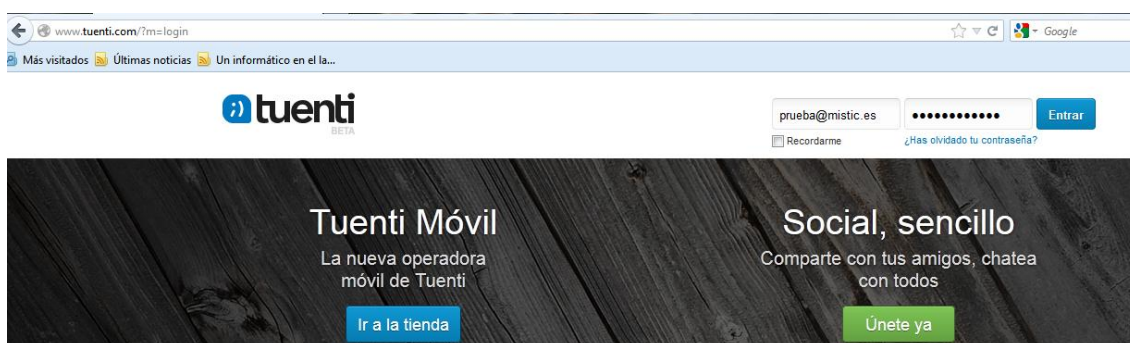 www.tuenti.com/?m=login
Google
Más visitados Últimas noticias Un informático en el la...
tuenti
BETA
prueba@mistic.es
Entrar
Recordarme
¿Has olvidado tu contraseña?
Tuenti Móvil
La nueva operadora
móvil de Tuenti
Ir a la tienda
Social, sencillo
Comparte con tus amigos, chatea
con todos
Únete ya